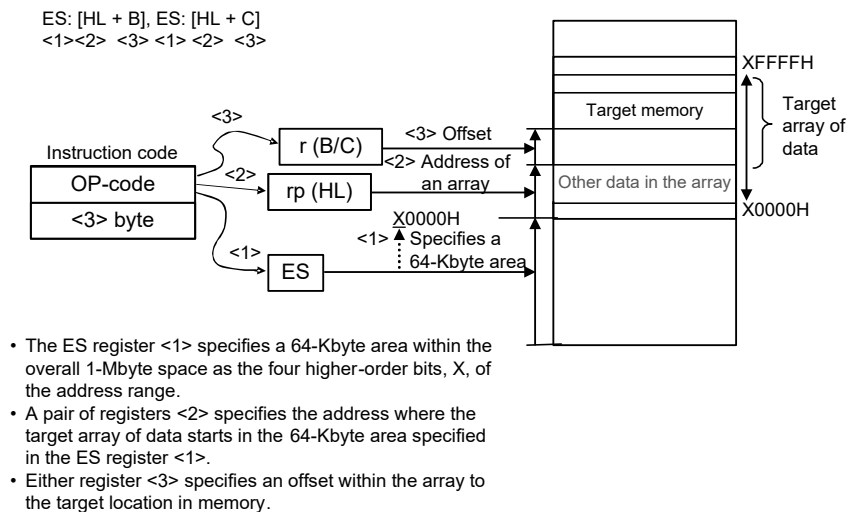 ES: [HL + B], ES: [HL + C]
<1><2> <3> <1> <2> <3>
XFFFFH
Target memory
Target
array of
data
<3>
r (B/C)
<3> Offset
Instruction code
OP-code
<3> byte
<2>
rp (HL)
<2> Address of
an array
Other data in the array
X0000H
X0000H
<1>
ES
<1> Specifies a
64-Kbyte area
• The ES register <1> specifies a 64-Kbyte area within the
overall 1-Mbyte space as the four higher-order bits, X, of
the address range.
• A pair of registers <2> specifies the address where the
target array of data starts in the 64-Kbyte area specified
in the ES register <1>.
• Either register <3> specifies an offset within the array to
the target location in memory.